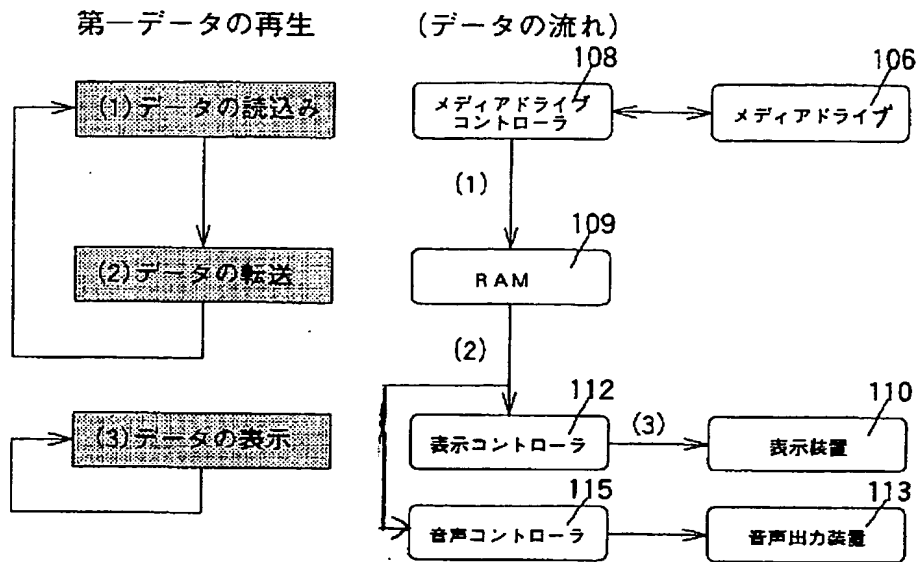 第一データの再生
(データの流れ)
(1)データの読込み
(2)データの転送
(3)データの表示
108
メディアドライブ
コントローラ
106
メディアドライブ
(1)
109
RAM
(2)
112
表示コントローラ
(3)
110
表示装置
115
音声コントローラ
113
音声出力装置